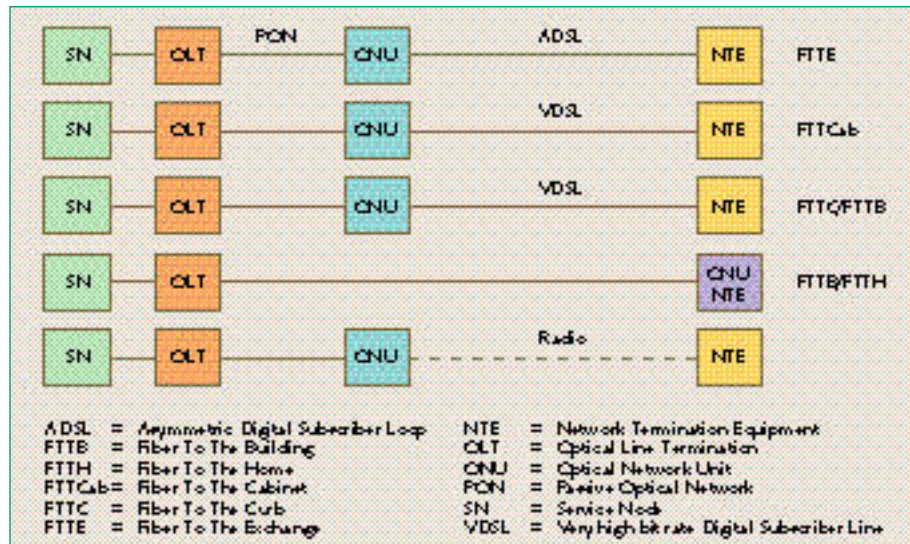 SN OLT PON ONU ADSL NTE FTTE
SN OLT ONU VDSL NTE FTTCab
SN OLT ONU VDSL NTE FTTC/FTTB
SN OLT ONU NTE FTTB/FTTH
SN OLT ONU Radio NTE
ADSL = Asymmetric Digital Subscriber Loop
FTTB = Fiber To The Building
FTTH = Fiber To The Home
FTTCab = Fiber To The Cabinet
FTTC = Fiber To The Curb
FTTE = Fiber To The Exchange
NTE = Network Termination Equipment
OLT = Optical Line Termination
ONU = Optical Network Unit
PON = Passive Optical Network
SN = Service Node
VDSL = Very high bit rate Digital Subscriber Line